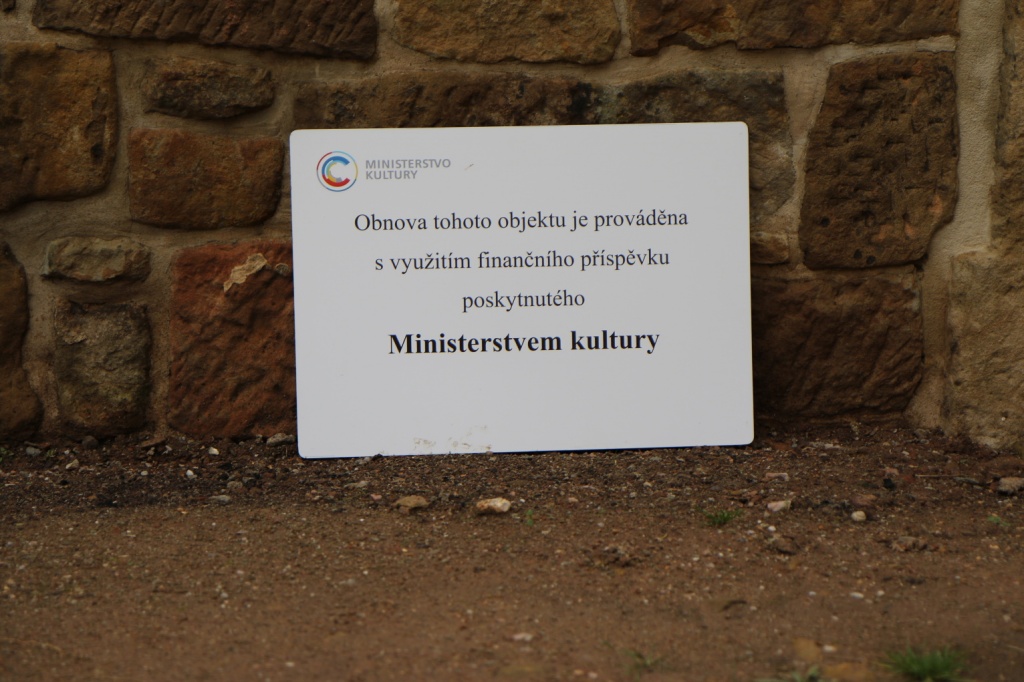 MINISTERSTVO
KULTURY
Obnova tohoto objektu je prováděna
s využitím finančního příspěvku
poskytnutého
Ministerstvem kultury